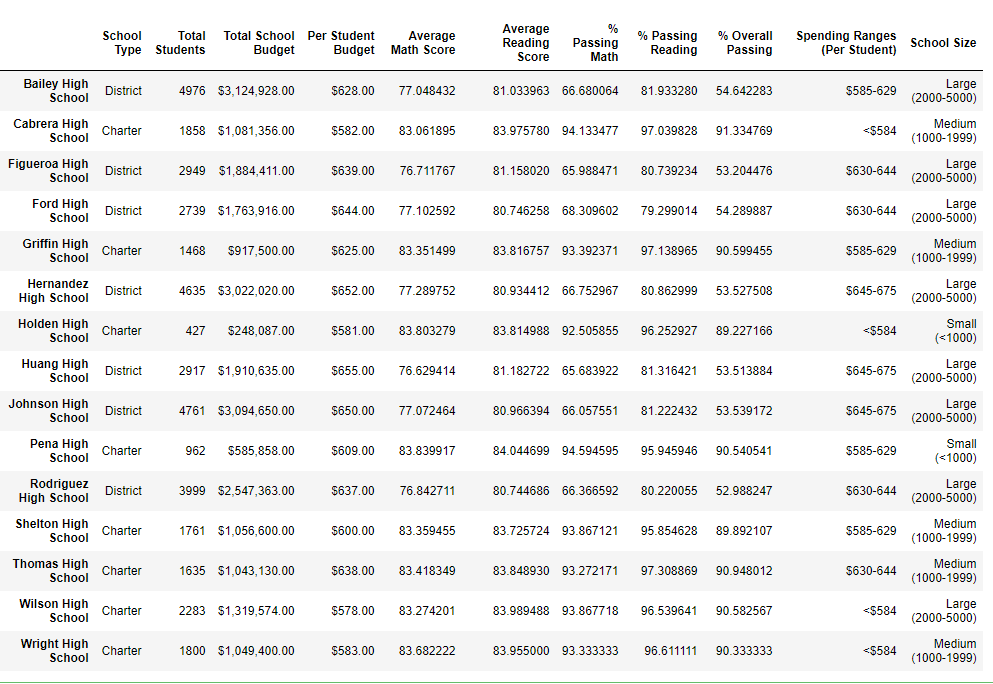 School Type Total Students Total School Budget Per Student Budget Average Math Score Average Reading Score % Passing Math % Passing Reading % Overall Passing Spending Ranges (Per Student) School Size
Bailey High School District 4976 $3,124,928.00 $628.00 77.048432 81.033963 66.680064 81.933280 54.642283 $585-629 Large (2000-5000)
Cabrera High School Charter 1858 $1,081,356.00 $582.00 83.061895 83.975780 94.133477 97.039828 91.334769 <$584 Medium (1000-1999)
Figueroa High School District 2949 $1,884,411.00 $639.00 76.711767 81.158020 65.988471 80.739234 53.204476 $630-644 Large (2000-5000)
Ford High School District 2739 $1,763,916.00 $644.00 77.102592 80.746258 68.309602 79.299014 54.289887 $630-644 Large (2000-5000)
Griffin High School Charter 1468 $917,500.00 $625.00 83.351499 83.816757 93.392371 97.138965 90.599455 $585-629 Medium (1000-1999)
Hernandez High School District 4635 $3,022,020.00 $652.00 77.289752 80.934412 66.752967 80.862999 53.527508 $645-675 Large (2000-5000)
Holden High School Charter 427 $248,087.00 $581.00 83.803279 83.814988 92.505855 96.252927 89.227166 <$584 Small (<1000)
Huang High School District 2917 $1,910,635.00 $655.00 76.629414 81.182722 65.683922 81.316421 53.513884 $645-675 Large (2000-5000)
Johnson High School District 4761 $3,094,650.00 $650.00 77.072464 80.966394 66.057551 81.222432 53.539172 $645-675 Large (2000-5000)
Pena High School Charter 962 $585,858.00 $609.00 83.839917 84.044699 94.594595 95.945946 90.540541 $585-629 Small (<1000)
Rodriguez High School District 3999 $2,547,363.00 $637.00 76.842711 80.744686 66.366592 80.220055 52.988247 $630-644 Large (2000-5000)
Shelton High School Charter 1761 $1,056,600.00 $600.00 83.359455 83.725724 93.867121 95.854628 89.892107 $585-629 Medium (1000-1999)
Thomas High School Charter 1635 $1,043,130.00 $638.00 83.418349 83.848930 93.272171 97.308869 90.948012 $630-644 Medium (1000-1999)
Wilson High School Charter 2283 $1,319,574.00 $578.00 83.274201 83.989488 93.867718 96.539641 90.582567 <$584 Large (2000-5000)
Wright High School Charter 1800 $1,049,400.00 $583.00 83.682222 83.955000 93.333333 96.611111 90.333333 <$584 Medium (1000-1999)